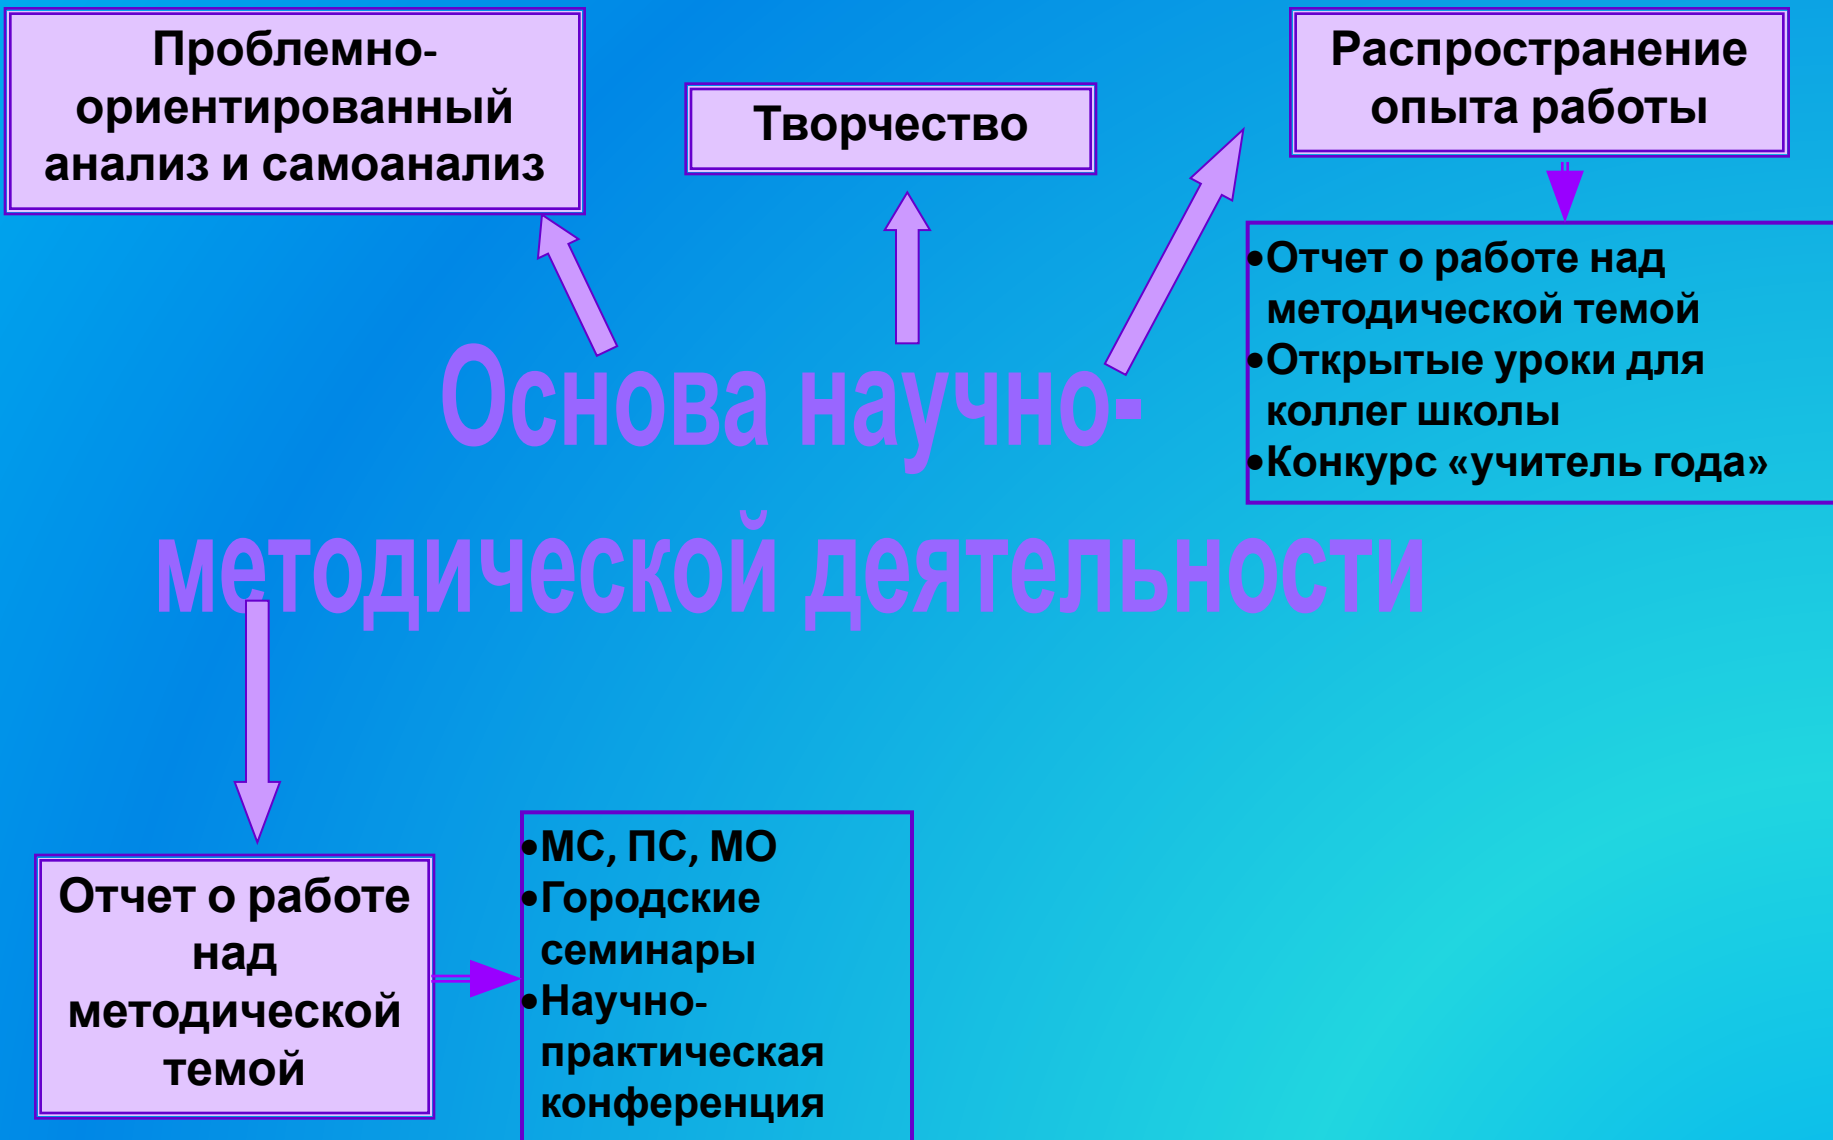 Проблемно-
ориентированный
анализ и самоанализ
Творчество
Распространение
опыта работы
•Отчет о работе над
методической темой
•Открытые уроки для
коллег школы
•Конкурс «учитель года»
Основа научно-
методической деятельности
Отчет о работе
над
методической
темой
•МС, ПС, МО
•Городские
семинары
•Научно-
практическая
конференция